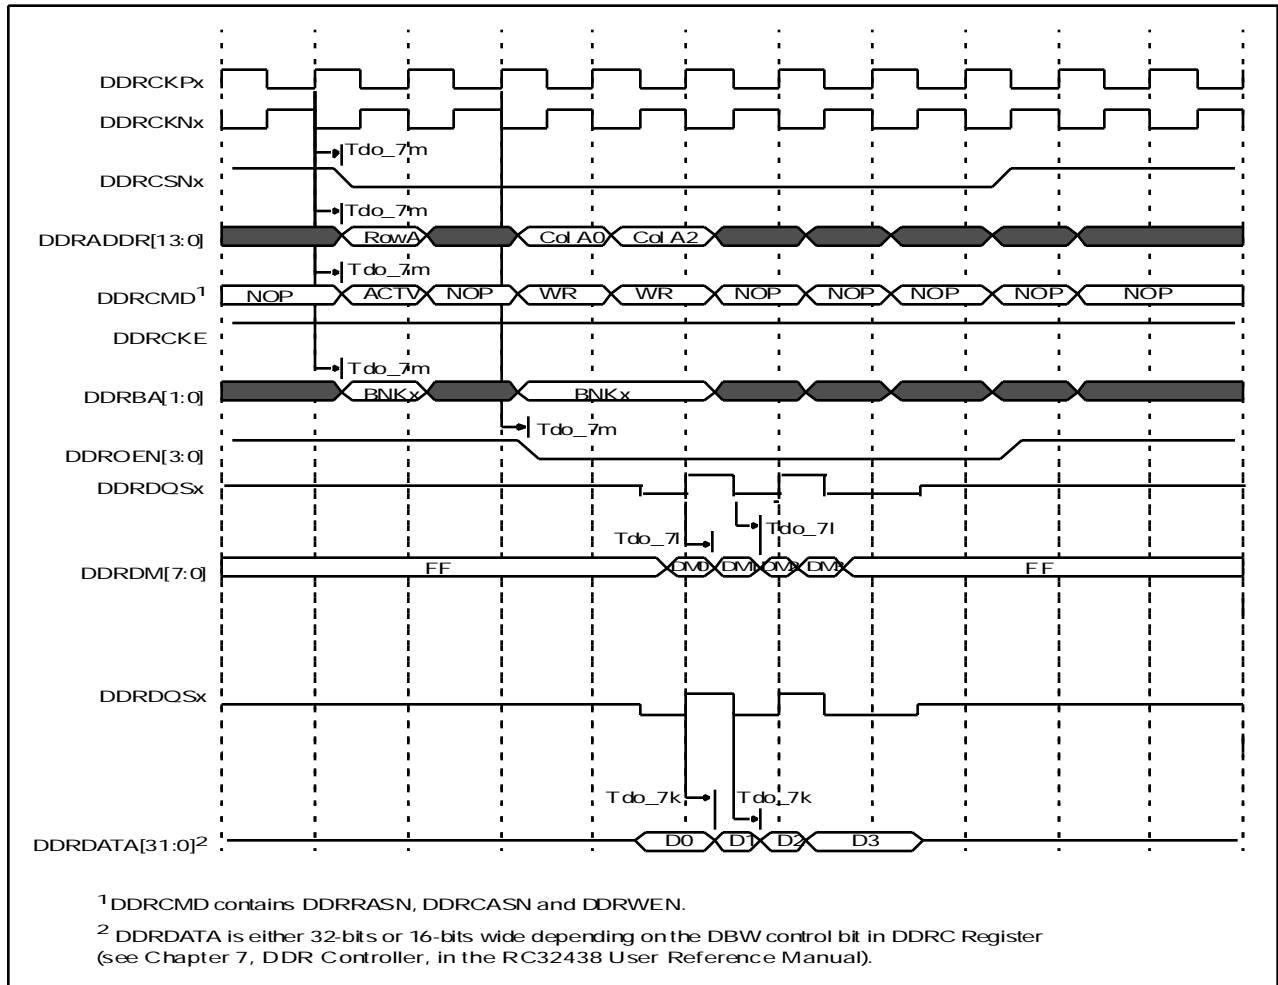 DDRCKPx
DDRCKNx
Tdo_7m
DDRCSNx
Tdo_7m
DDRADDR[13:0] RowA Col A0 Col A2
Tdo_7m
DDRCMD1 NOP ACTV NOP WR WR NOP NOP NOP NOP NOP
DDRCKE
Tdo_7m
DDRBA[1:0] BNKx BNKx
Tdo_7m
DDROEN[3:0]
DDRDQSx
Tdo_7l Tdo_7l
DDRDM[7:0] FF DM0 DM1 DM2 DM3 FF
DDRDQSx
Tdo_7k Tdo_7k
DDRDATA[31:0]2 D0 D1 D2 D3
1 DDRCMD contains DDRRASN, DDRCASN and DDRWEN.
2 DDRDATA is either 32-bits or 16-bits wide depending on the DBW control bit in DDRC Register
(see Chapter 7, DDR Controller, in the RC32438 User Reference Manual).